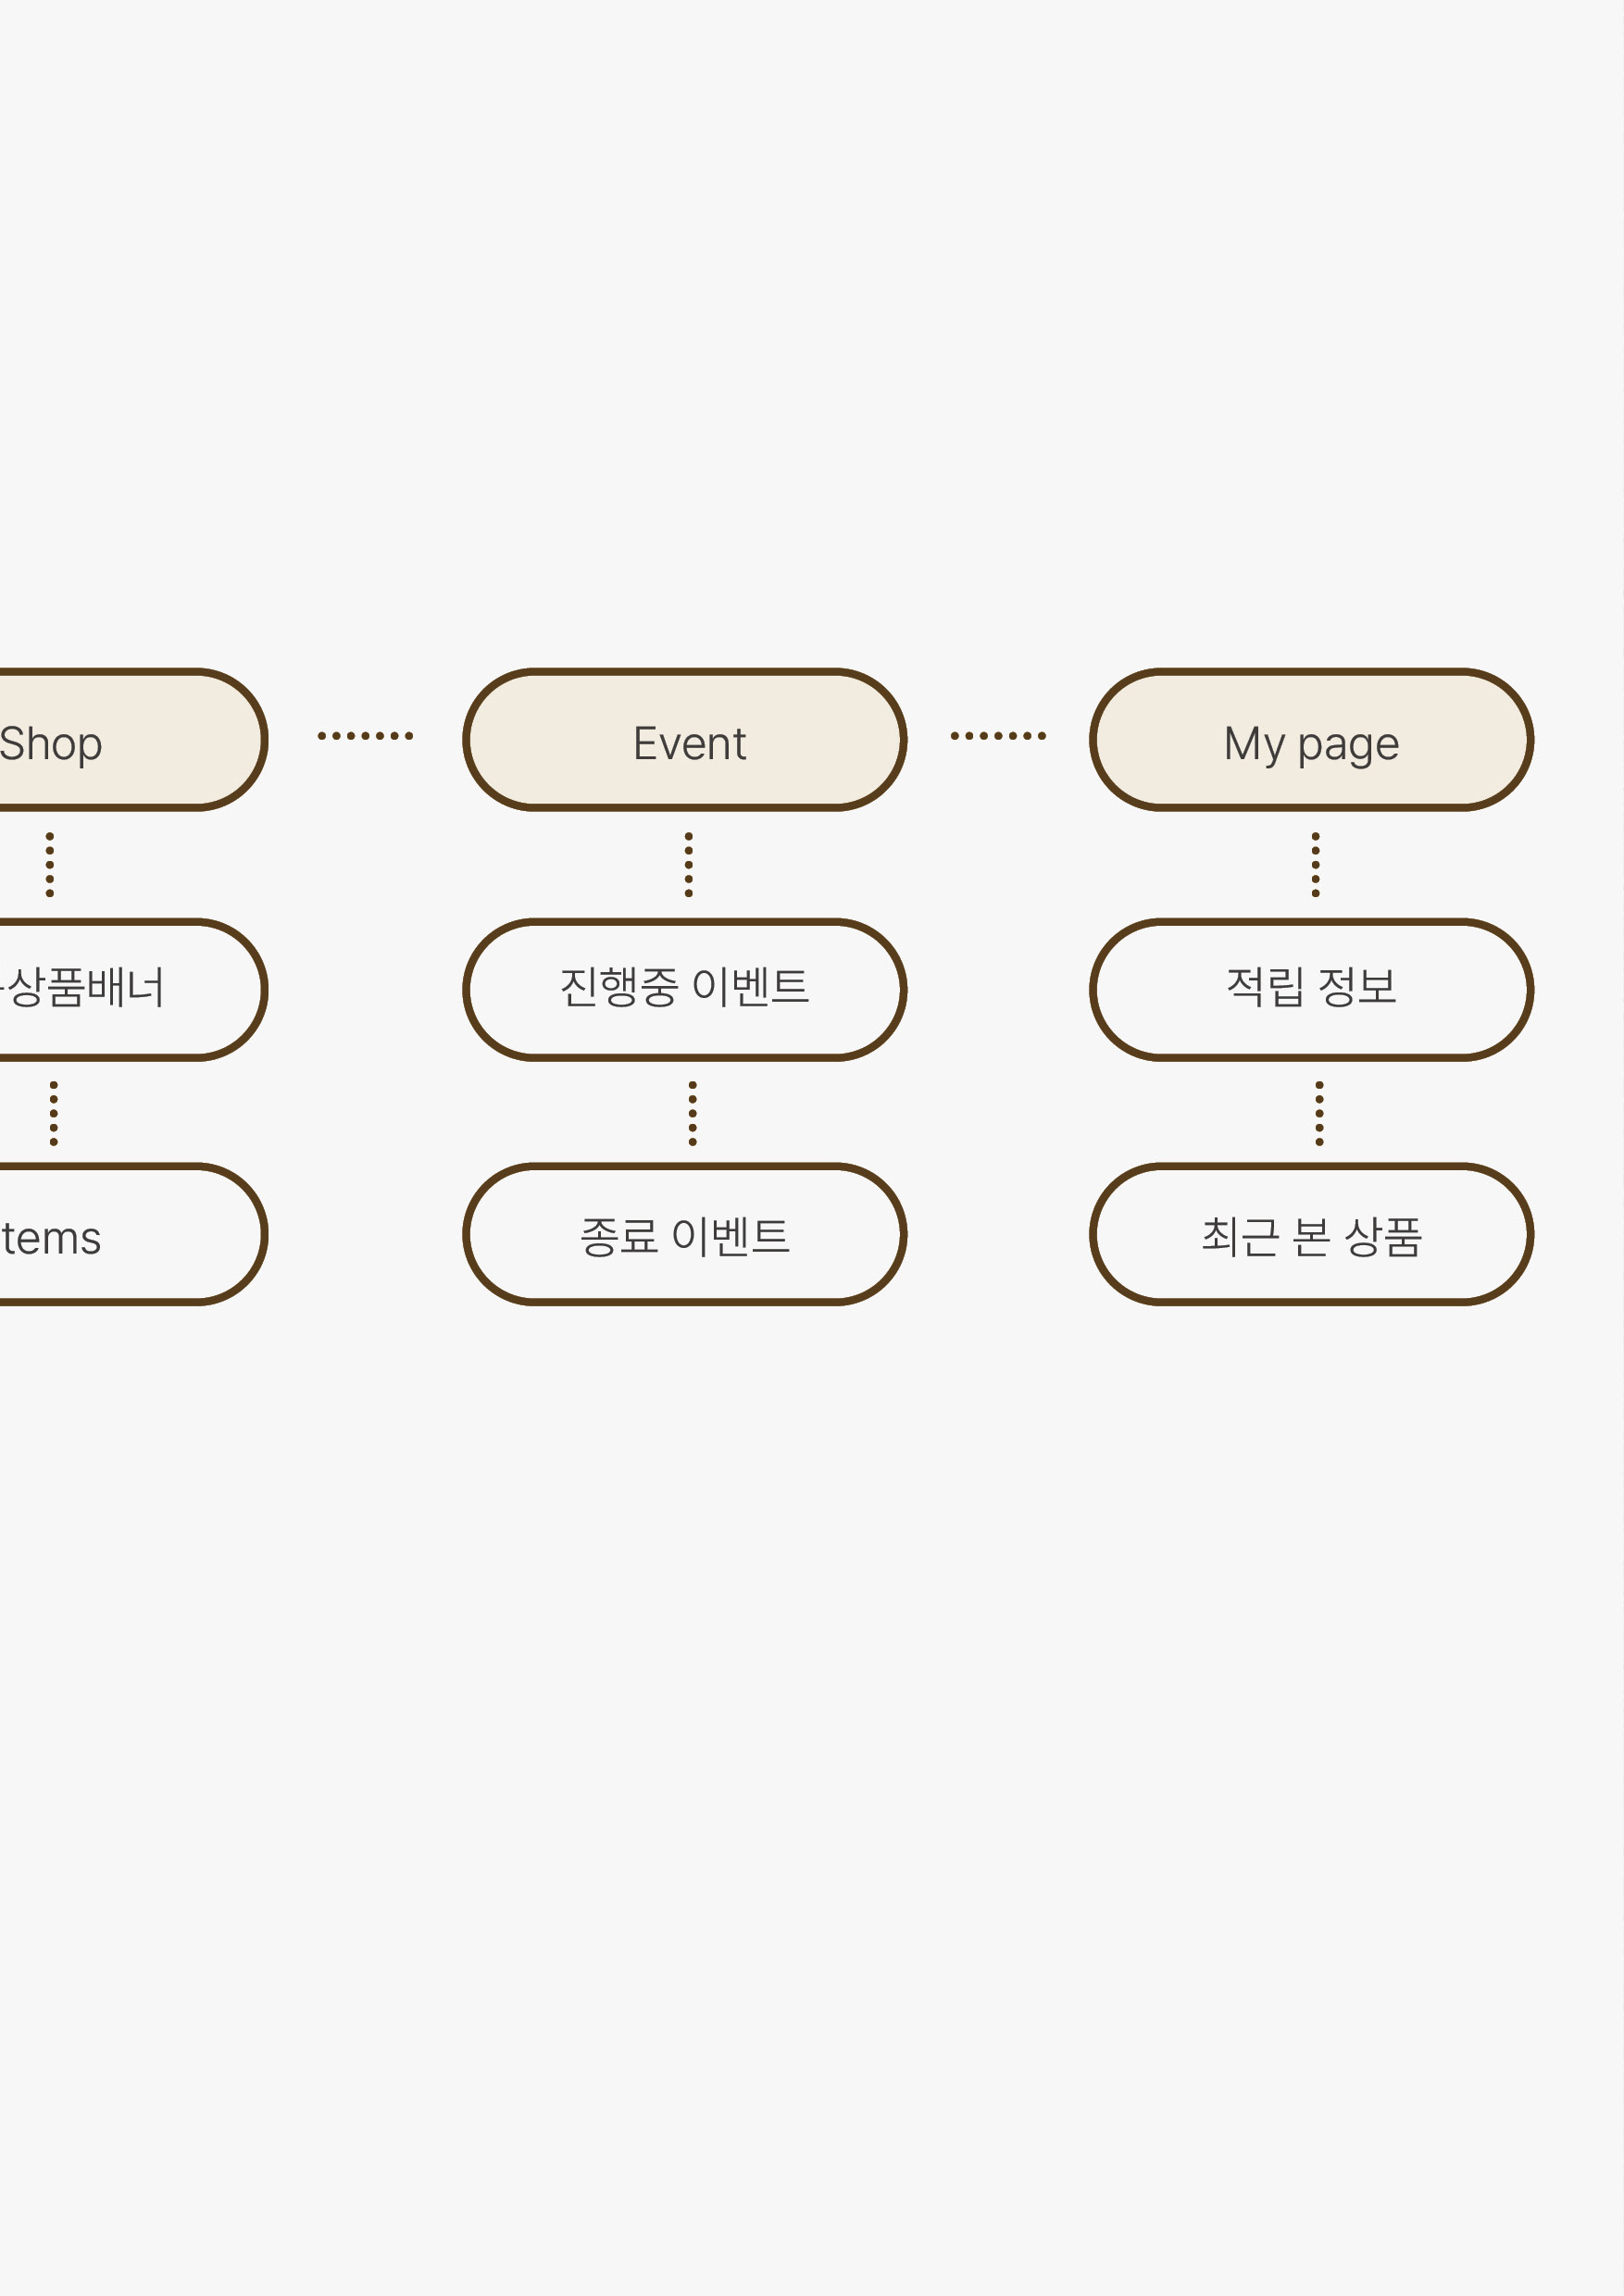 Shop
Event
My page
상품배너
진행중 이벤트
적립 정보
tems
종료 이벤트
최근 본 상품